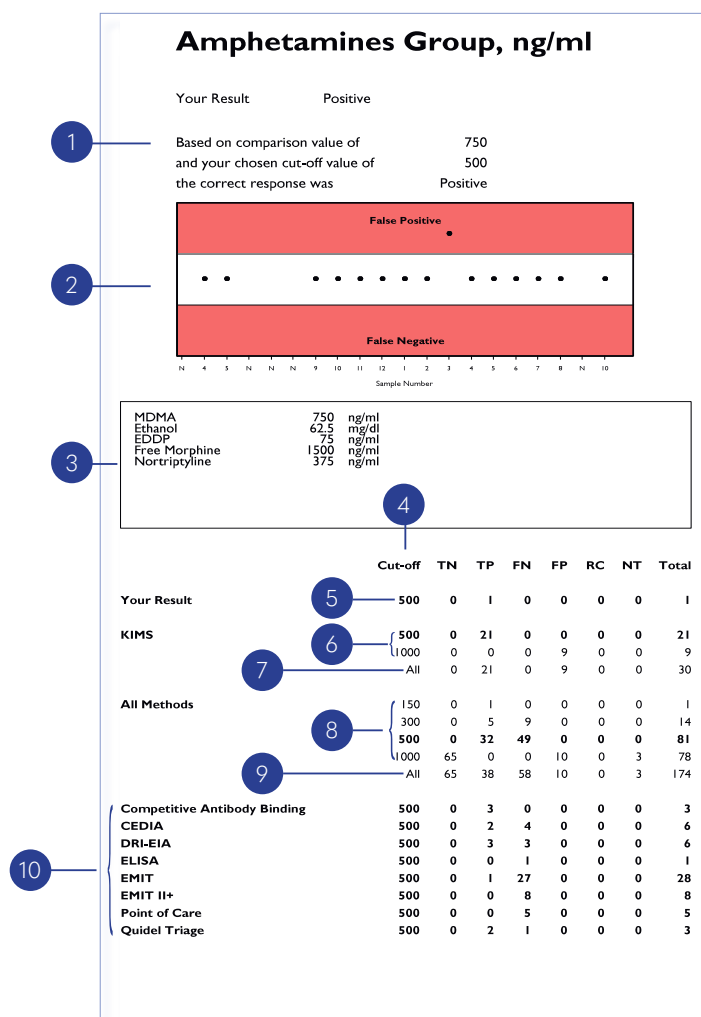 Amphetamines Group, ng/ml
Your Result Positive
1
Based on comparison value of 750
and your chosen cut-off value of 500
the correct response was Positive
False Positive
2
False Negative
N 4 5 N N N 9 10 11 12 1 2 3 4 5 6 7 8 N 10
Sample Number
3
MDMA 750 ng/ml
Ethanol 62.5 mg/dl
EDDP 75 ng/ml
Free Morphine 1500 ng/ml
Nortriptyline 375 ng/ml
4
Cut-off TN TP FN FP RC NT Total
Your Result 5 500 0 1 0 0 0 0 1
KIMS 500 0 21 0 0 0 0 21
6
1000 0 0 0 9 0 0 9
7 All 0 21 0 9 0 0 30
All Methods 150 0 1 0 0 0 0 1
300 0 5 9 0 0 0 14
8 500 0 32 49 0 0 0 81
1000 65 0 0 10 0 3 78
9 All 65 38 58 10 0 3 174
Competitive Antibody Binding 500 0 3 0 0 0 0 3
CEDIA 500 0 2 4 0 0 0 6
DRI-EIA 500 0 3 3 0 0 0 6
ELISA 500 0 0 1 0 0 0 1
10
EMIT 500 0 1 27 0 0 0 28
EMIT II+ 500 0 0 8 0 0 0 8
Point of Care 500 0 0 5 0 0 0 5
Quidel Triage 500 0 2 1 0 0 0 3